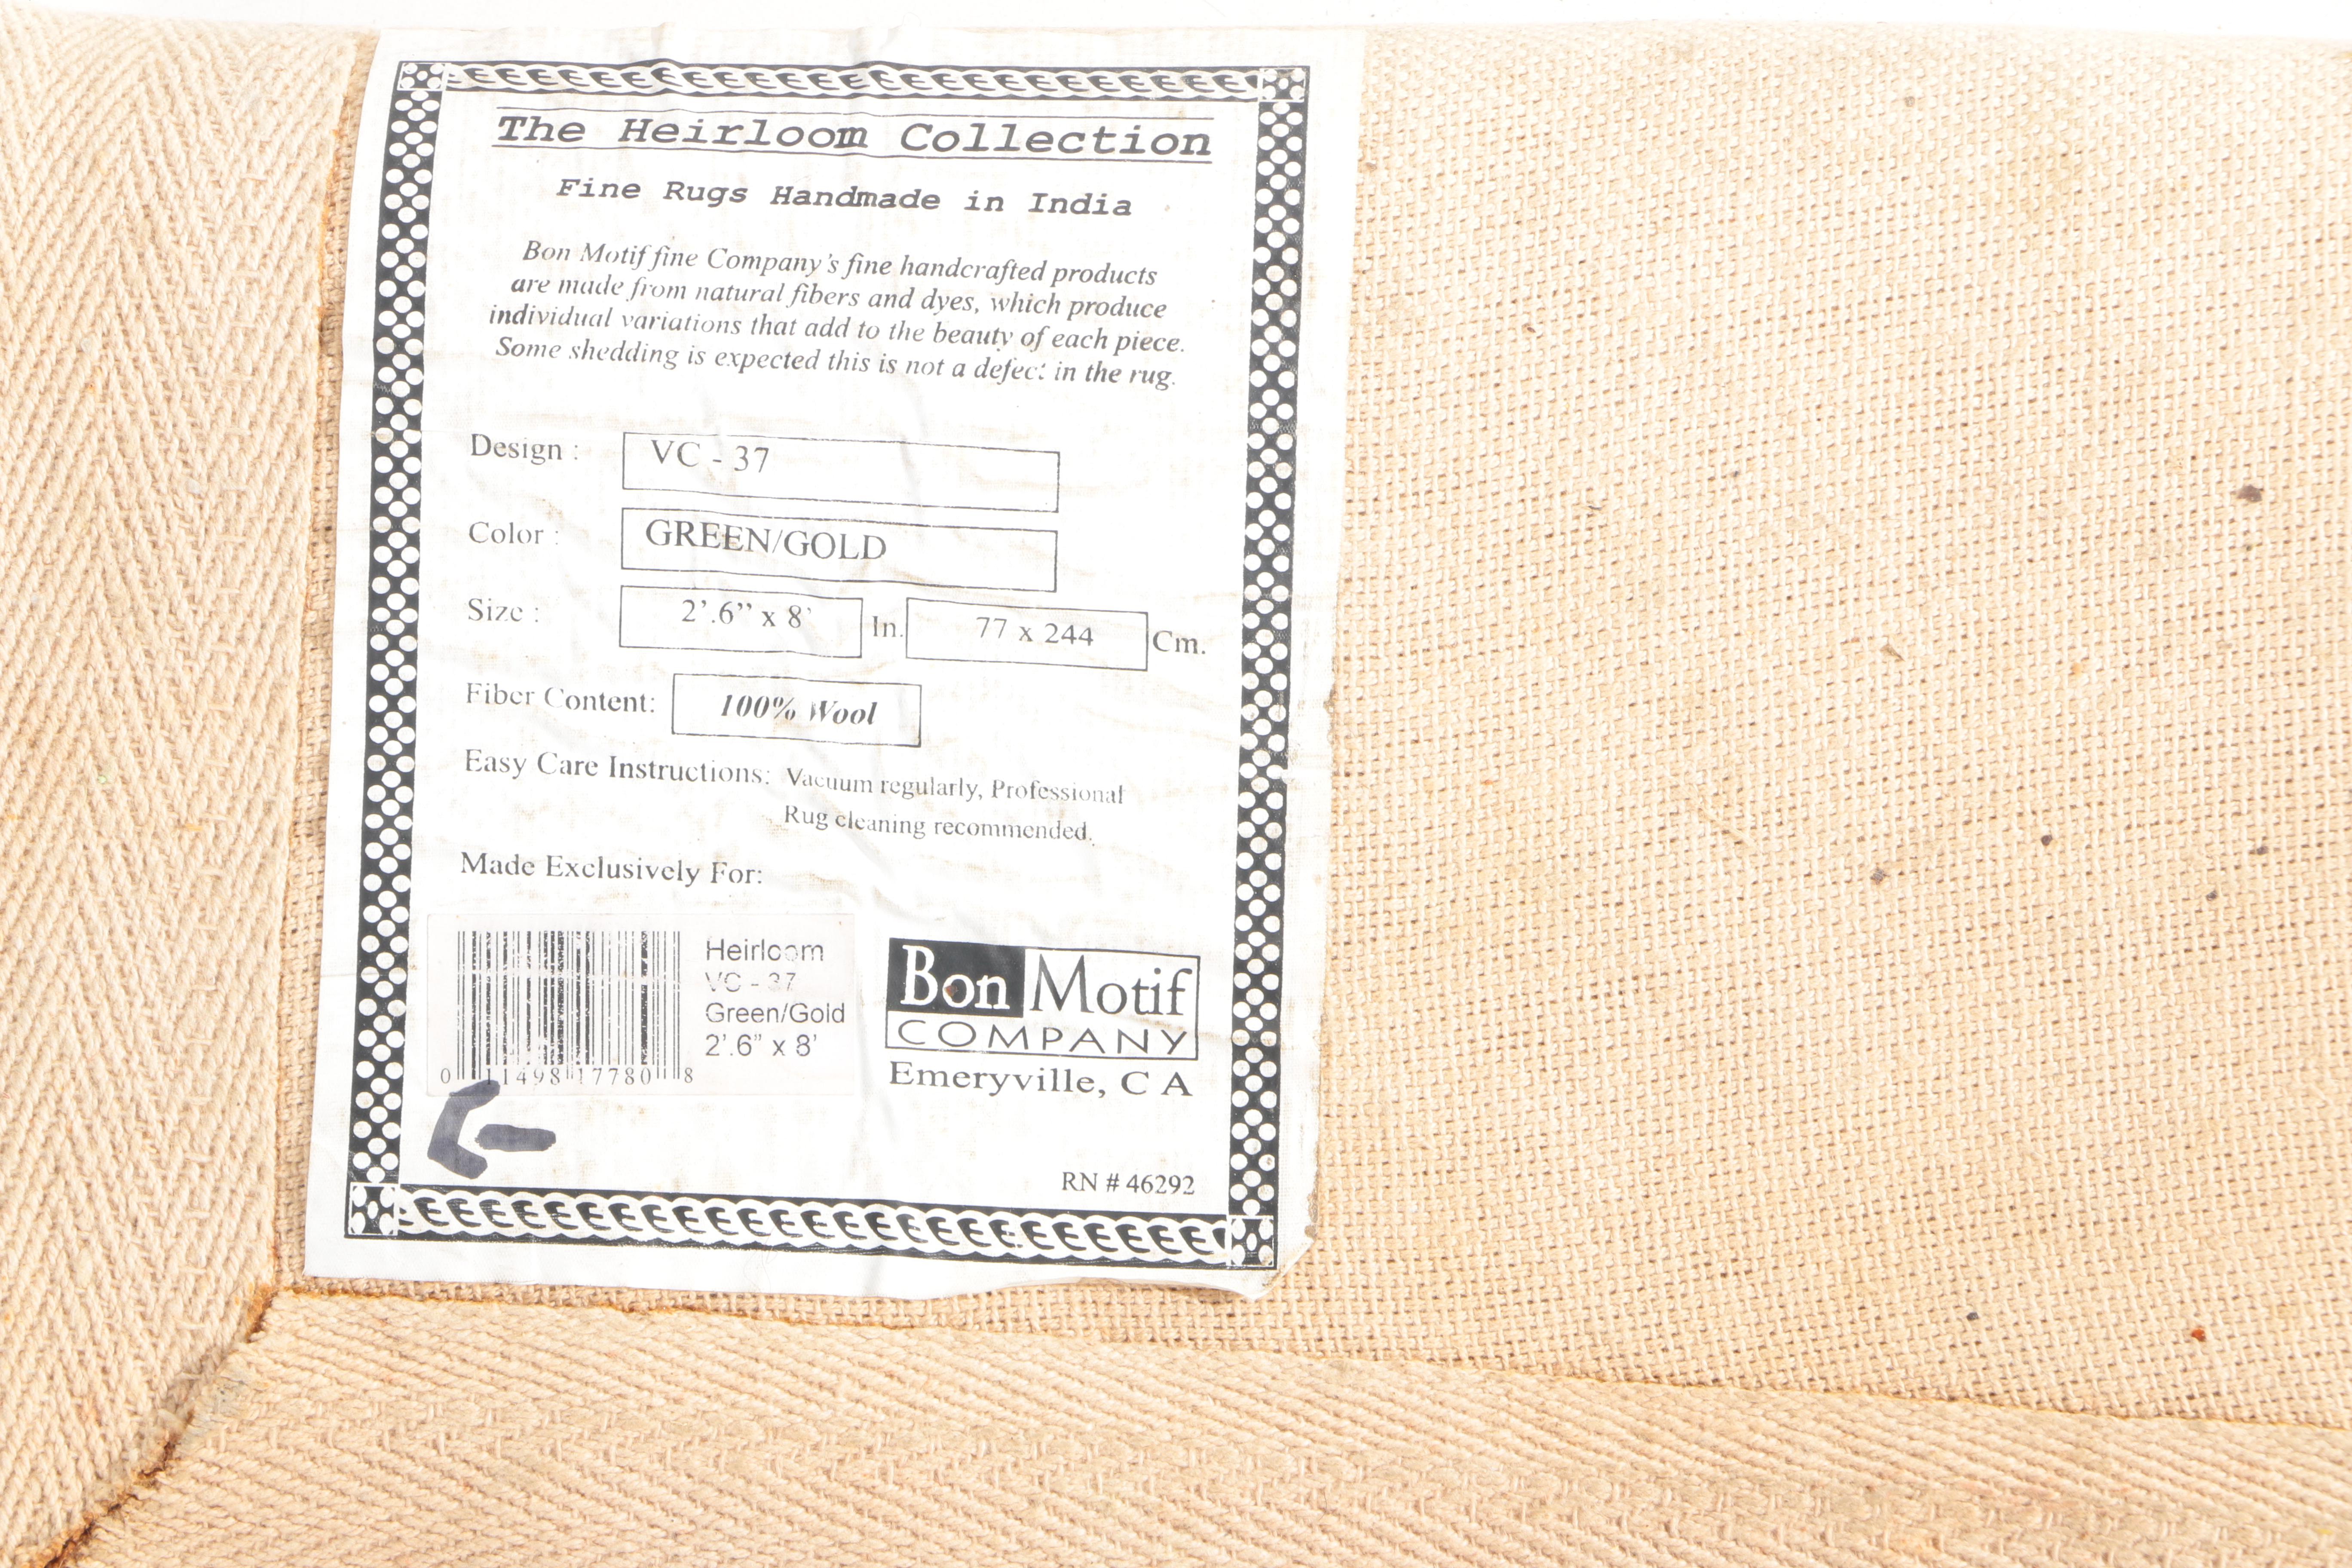 The Heirloom Collection
Fine Rugs Handmade in India
Bon Motif fine Company's fine handcrafted products
are made from natural fibers and dyes, which produce
individual variations that add to the beauty of each piece.
Some shedding is expected this is not a defect in the rug.
Design : VC - 37
Color : GREEN/GOLD
Size : 2'.6" x 8' In. 77 x 244 Cm.
Fiber Content: 100% Wool
Easy Care Instructions: Vacuum regularly, Professional
Rug cleaning recommended.
Made Exclusively For:
Heirloom
VC - 37
Green/Gold
2'.6" x 8'
0 11498 17780 8
Bon Motif
COMPANY
Emeryville, C A
RN # 46292